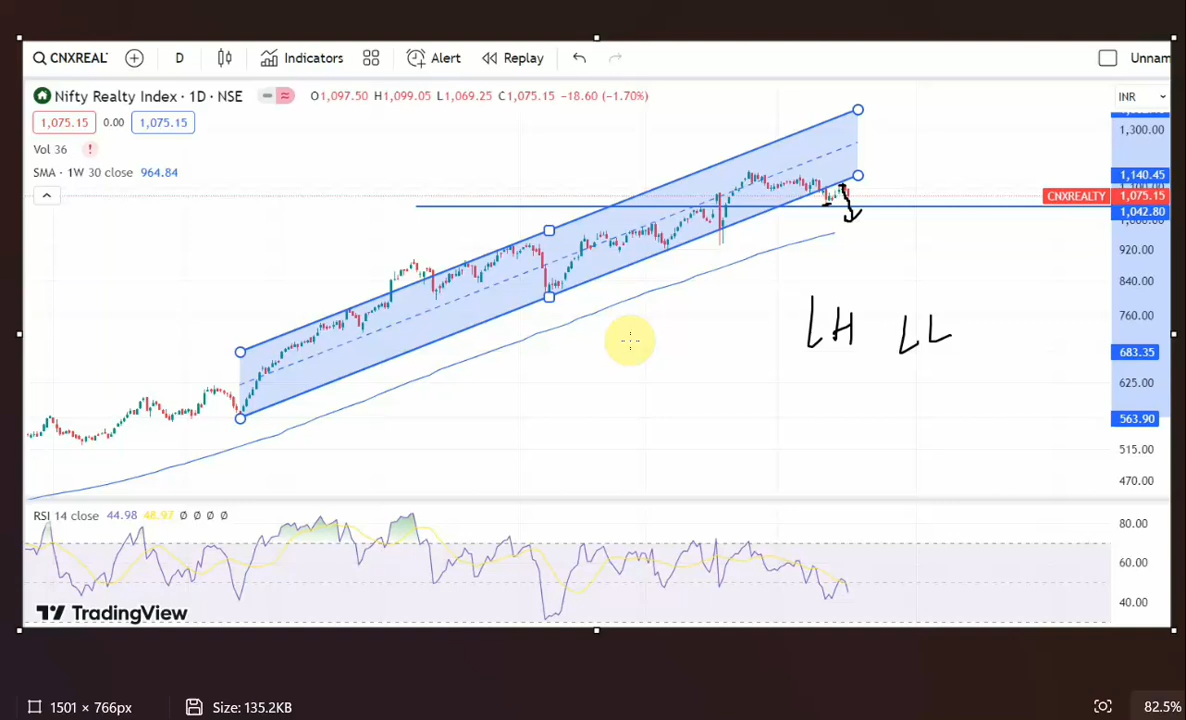 CNXREAL
D
Indicators
Alert
Replay
Unnam
Nifty Realty Index · 1D · NSE
O1,097.50 H1,099.05 L1,069.25 C1,075.15 −18.60 (−1.70%)
INR
1,075.15 0.00 1,075.15
Vol 36
SMA · 1W 30 close 964.84
1,300.00
1,140.45
CNXREALTY 1,075.15
1,042.80
920.00
840.00
760.00
683.35
625.00
563.90
515.00
470.00
LH LL
RSI 14 close 44.98 48.97 Ø Ø Ø Ø
80.00
60.00
40.00
TradingView
1501 × 766px
Size: 135.2KB
82.5%